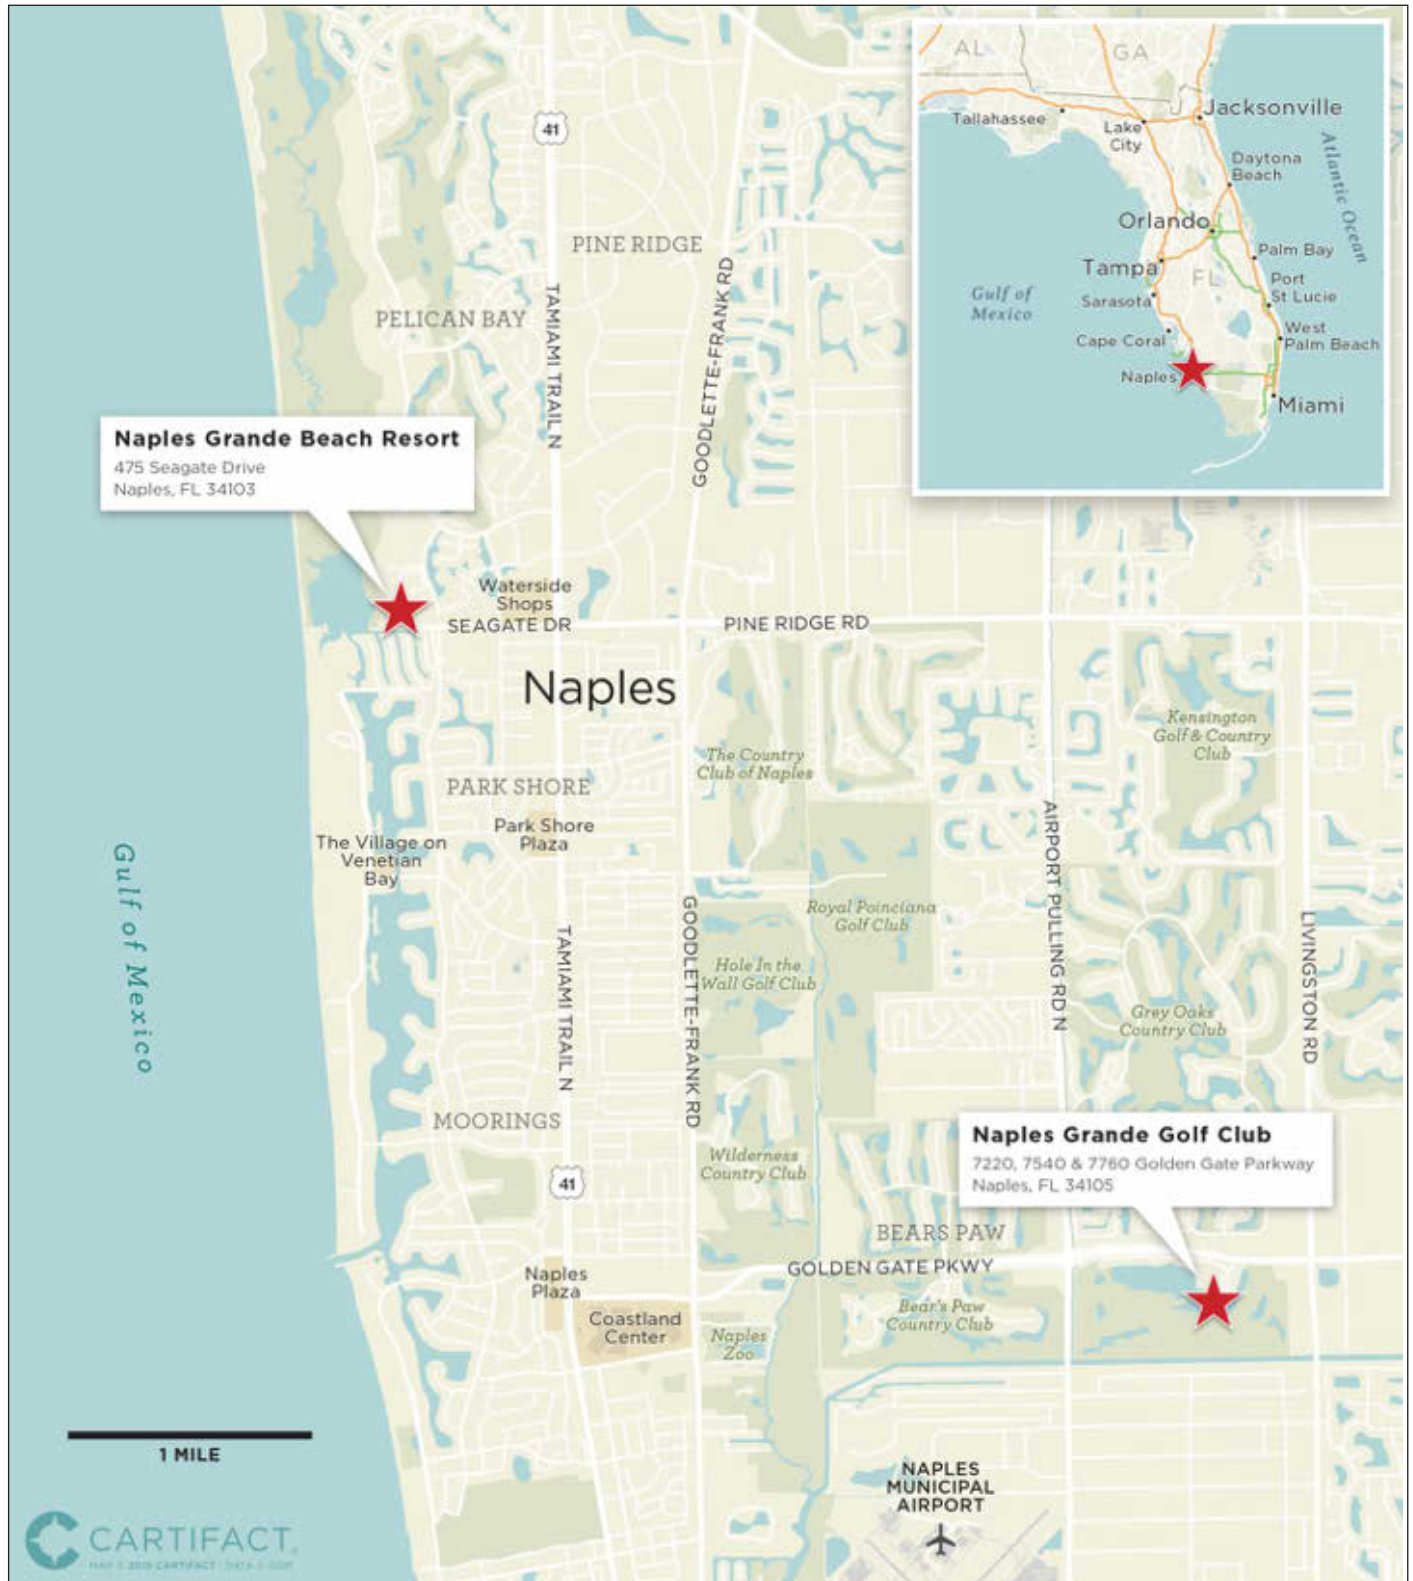 AL
GA
Jacksonville
Tallahassee
Lake
City
Daytona
Beach
Atlantic Ocean
Orlando
Palm Bay
Tampa
FL
Port
St Lucie
Gulf of
Mexico
Sarasota
West
Palm Beach
Cape Coral
Naples
Miami
41
PINE RIDGE
TAMIAMI TRAIL N
GOODLETTE-FRANK RD
PELICAN BAY
Naples Grande Beach Resort
475 Seagate Drive
Naples, FL 34103
Waterside
Shops
SEAGATE DR
PINE RIDGE RD
Naples
Kensington
Golf & Country
Club
The Country
Club of Naples
PARK SHORE
Park Shore
Plaza
The Village on
Venetian
Bay
AIRPORT PULLING RD N
Gulf of Mexico
Royal Poinciana
Golf Club
GOODLETTE-FRANK RD
LIVINGSTON RD
TAMIAMI TRAIL N
Hole In the
Wall Golf Club
Grey Oaks
Country Club
MOORINGS
Naples Grande Golf Club
7220, 7540 & 7760 Golden Gate Parkway
Naples, FL 34105
Wilderness
Country Club
41
BEARS PAW
GOLDEN GATE PKWY
Naples
Plaza
Bear's Paw
Country Club
Coastland
Center
Naples
Zoo
1 MILE
NAPLES
MUNICIPAL
AIRPORT
CARTIFACT